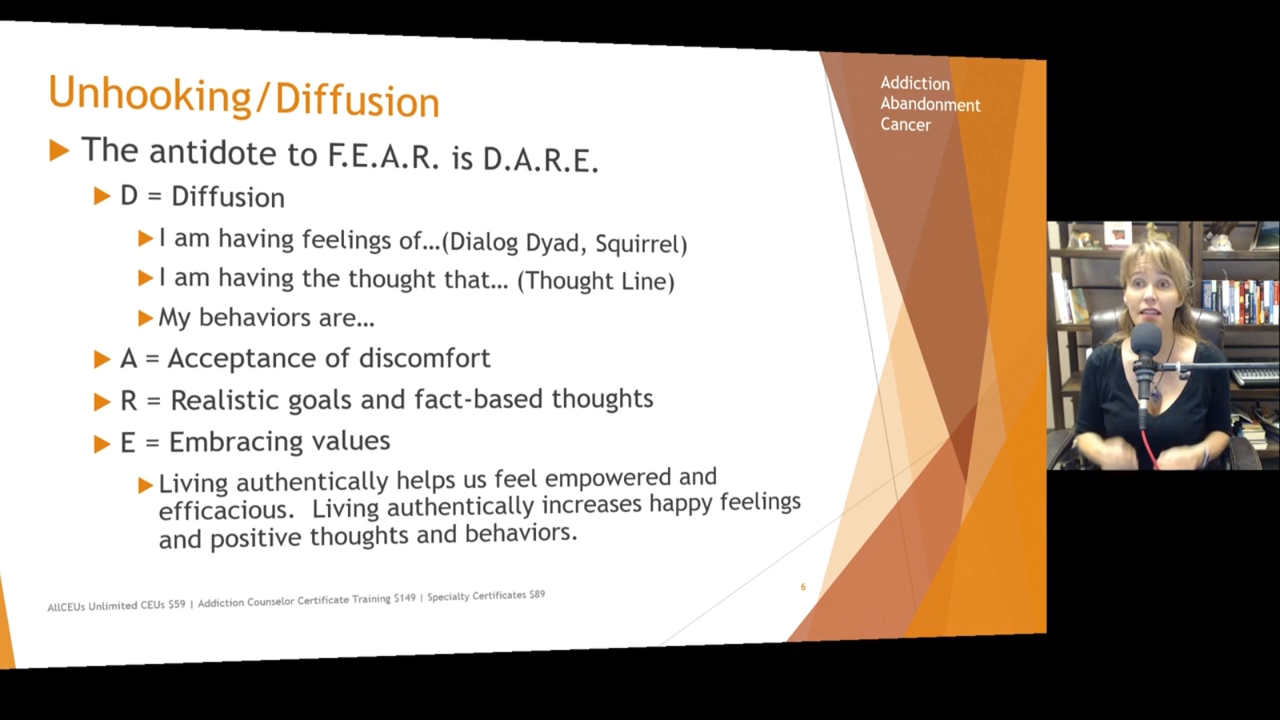 Unhooking/Diffusion
The antidote to F.E.A.R. is D.A.R.E.
D = Diffusion
I am having feelings of…(Dialog Dyad, Squirrel)
I am having the thought that… (Thought Line)
My behaviors are…
A = Acceptance of discomfort
R = Realistic goals and fact-based thoughts
E = Embracing values
Living authentically helps us feel empowered and
efficacious.  Living authentically increases happy feelings
and positive thoughts and behaviors.
Addiction
Abandonment
Cancer
6
AllCEUs Unlimited CEUs $59 | Addiction Counselor Certificate Training $149 | Specialty Certificates $89